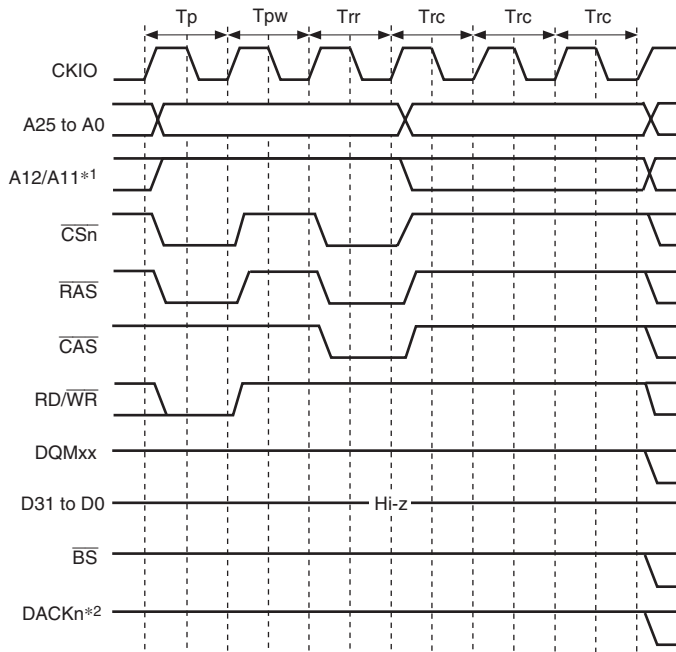 Tp Tpw Trr Trc Trc Trc
CKIO
A25 to A0
A12/A11*1
CSn
RAS
CAS
RD/WR
DQMxx
D31 to D0 Hi-z
BS
DACKn*2